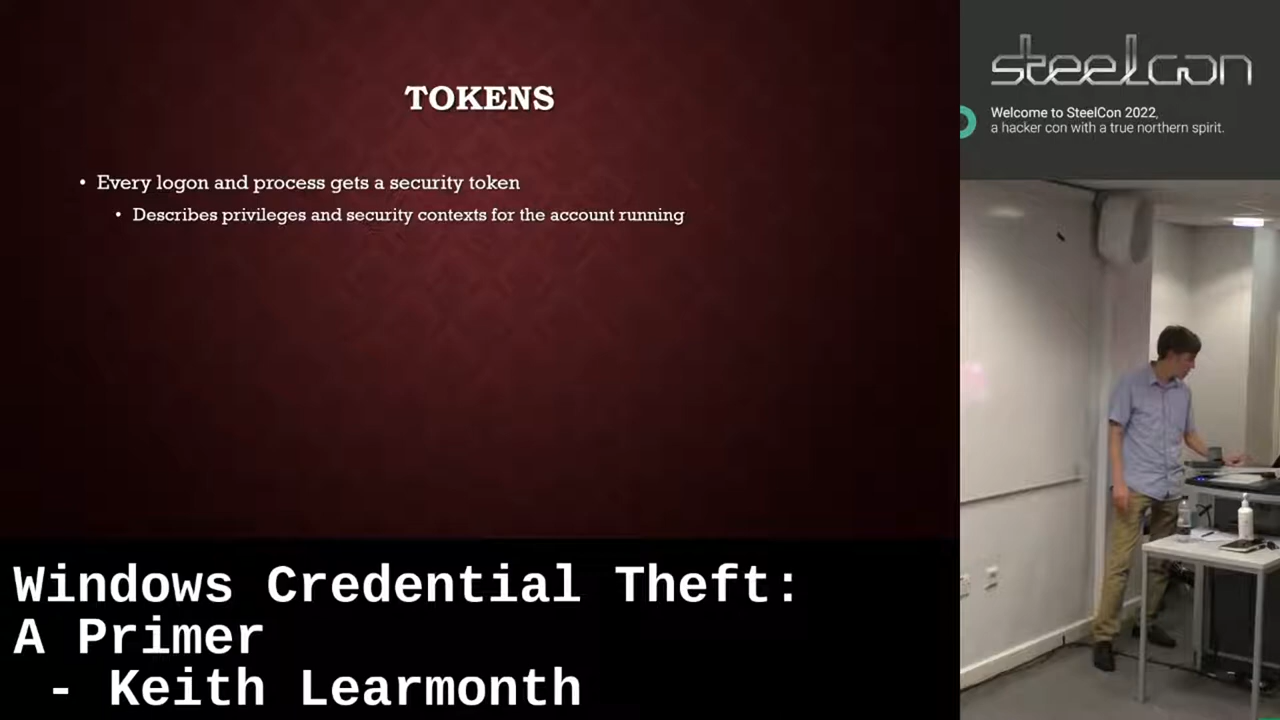 TOKENS
• Every logon and process gets a security token
• Describes privileges and security contexts for the account running
Windows Credential Theft:
A Primer
- Keith Learmonth
steelcon
Welcome to SteelCon 2022,
a hacker con with a true northern spirit.